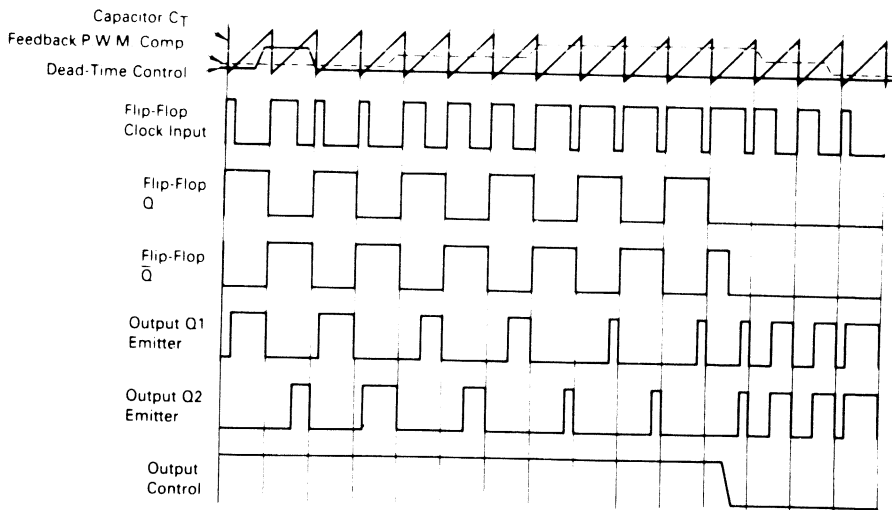 Capacitor CT
Feedback P W M Comp
Dead-Time Control
Flip-Flop
Clock Input
Flip-Flop
Q
Flip-Flop
Q̅
Output Q1
Emitter
Output Q2
Emitter
Output
Control